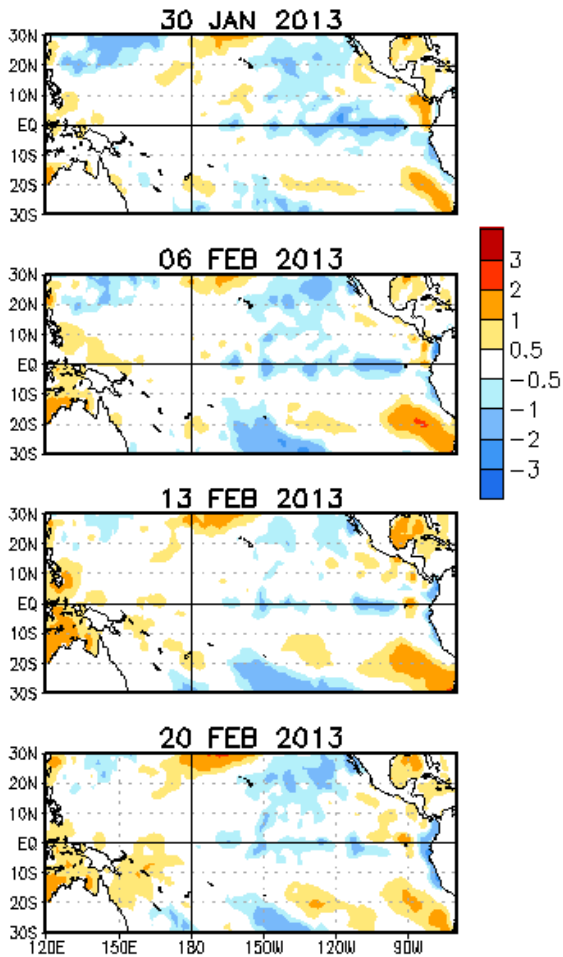 30 JAN 2013
30N
20N
10N
EQ
10S
20S
30S
06 FEB 2013
30N
20N
10N
EQ
10S
20S
30S
3
2
1
0.5
-0.5
-1
-2
-3
13 FEB 2013
30N
20N
10N
EQ
10S
20S
30S
20 FEB 2013
30N
20N
10N
EQ
10S
20S
30S
120E 150E 180 150W 120W 90W